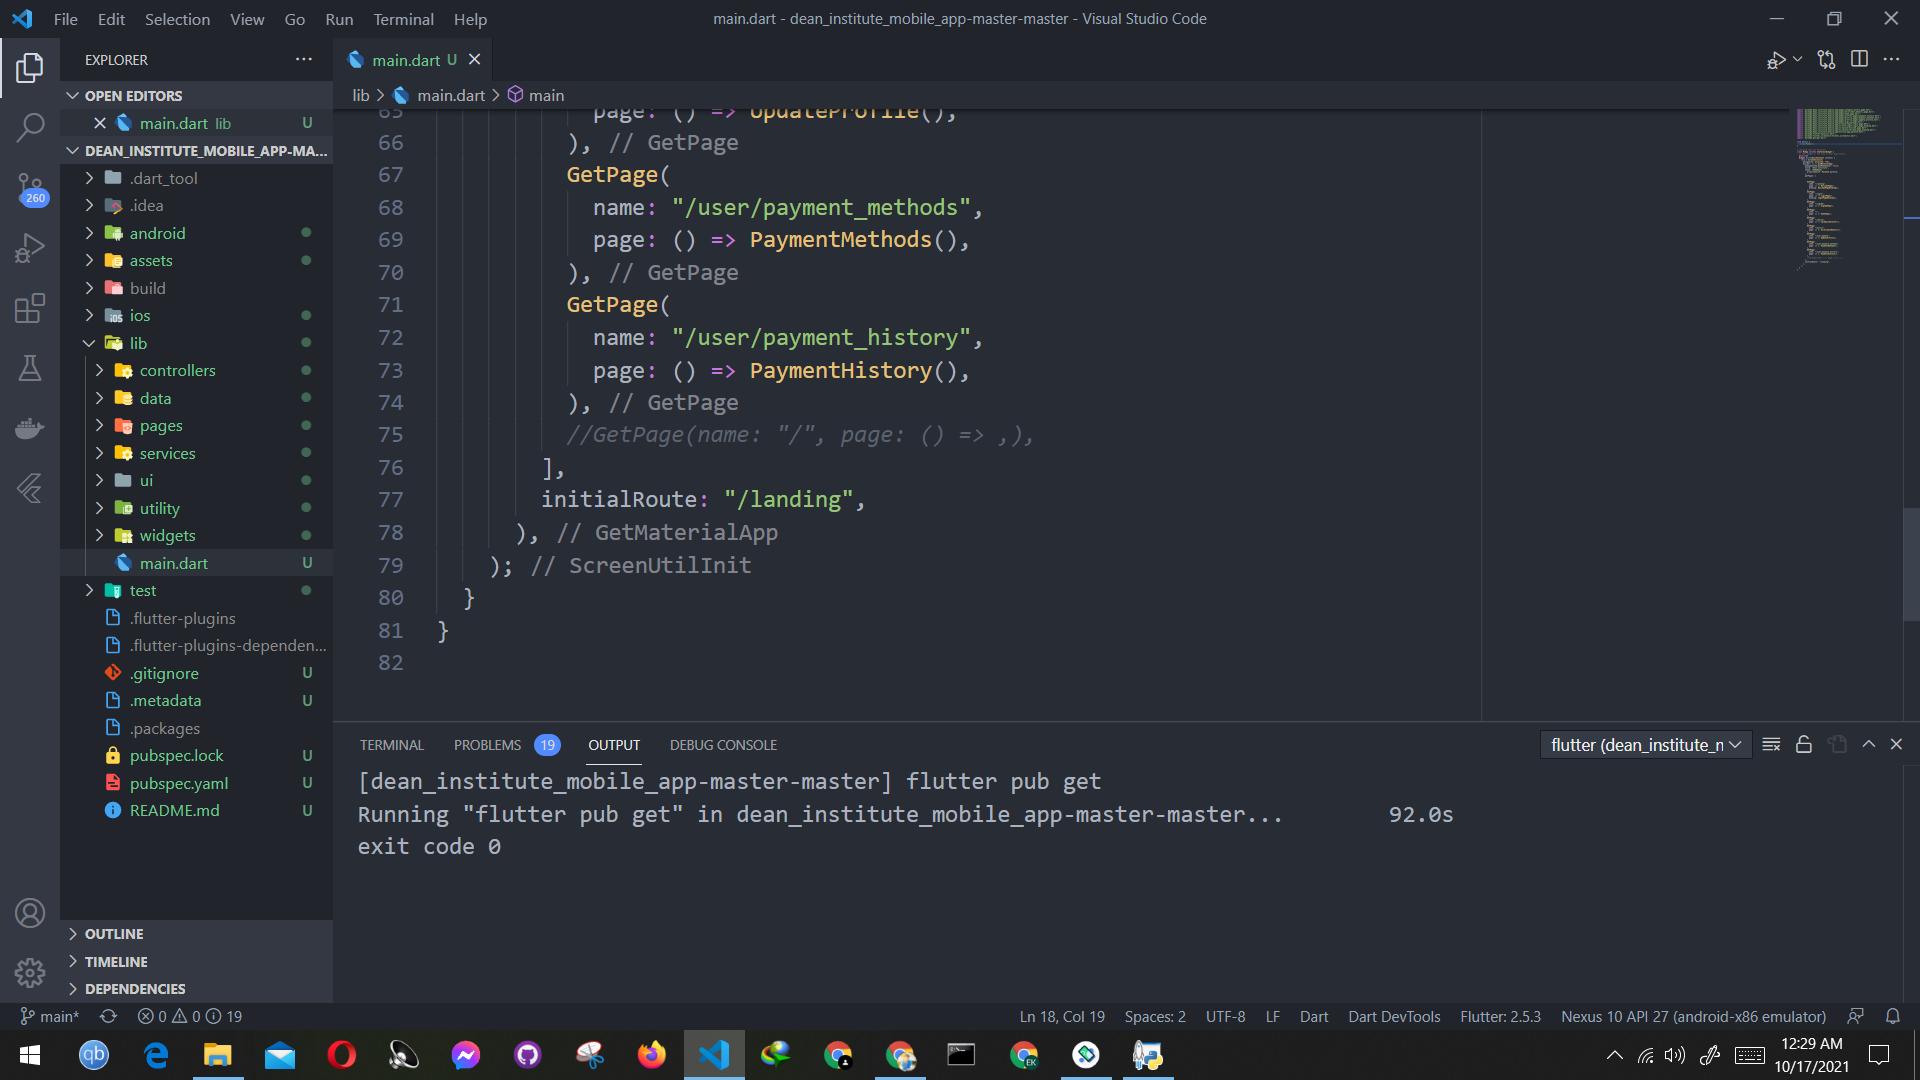 File Edit Selection View Go Run Terminal Help
main.dart - dean_institute_mobile_app-master-master - Visual Studio Code
EXPLORER
OPEN EDITORS
main.dart lib U
DEAN_INSTITUTE_MOBILE_APP-MA...
.dart_tool
.idea
android
assets
build
ios
lib
controllers
data
pages
services
ui
utility
widgets
main.dart U
test
.flutter-plugins
.flutter-plugins-dependen...
.gitignore U
.metadata U
.packages
pubspec.lock U
pubspec.yaml U
README.md U
OUTLINE
TIMELINE
DEPENDENCIES
260
main.dart U
lib > main.dart > main
65 page: () => UpdateProfile(),
66 ), // GetPage
67 GetPage(
68 name: "/user/payment_methods",
69 page: () => PaymentMethods(),
70 ), // GetPage
71 GetPage(
72 name: "/user/payment_history",
73 page: () => PaymentHistory(),
74 ), // GetPage
75 //GetPage(name: "/", page: () => ,),
76 ],
77 initialRoute: "/landing",
78 ), // GetMaterialApp
79 ); // ScreenUtilInit
80 }
81 }
82
TERMINAL PROBLEMS 19 OUTPUT DEBUG CONSOLE
flutter (dean_institute_m
[dean_institute_mobile_app-master-master] flutter pub get
Running "flutter pub get" in dean_institute_mobile_app-master-master... 92.0s
exit code 0
main* 0 0 19
Ln 18, Col 19 Spaces: 2 UTF-8 LF Dart Dart DevTools Flutter: 2.5.3 Nexus 10 API 27 (android-x86 emulator)
qb
EK
12:29 AM
10/17/2021